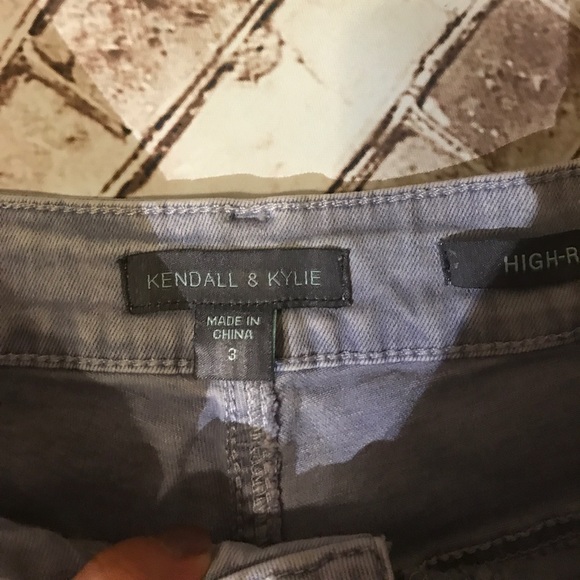 KENDALL & KYLIE
HIGH-R
MADE IN
CHINA
3